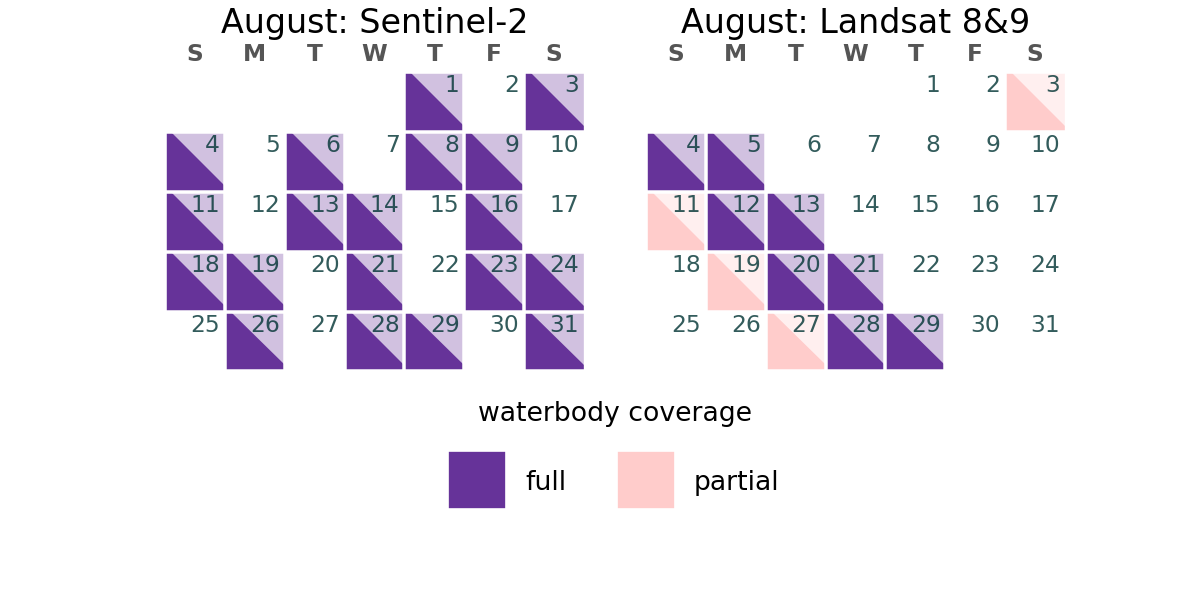 August: Sentinel-2
S M T W T F S
1 2 3
4 5 6 7 8 9 10
11 12 13 14 15 16 17
18 19 20 21 22 23 24
25 26 27 28 29 30 31
August: Landsat 8&9
S M T W T F S
1 2 3
4 5 6 7 8 9 10
11 12 13 14 15 16 17
18 19 20 21 22 23 24
25 26 27 28 29 30 31
waterbody coverage
full
partial